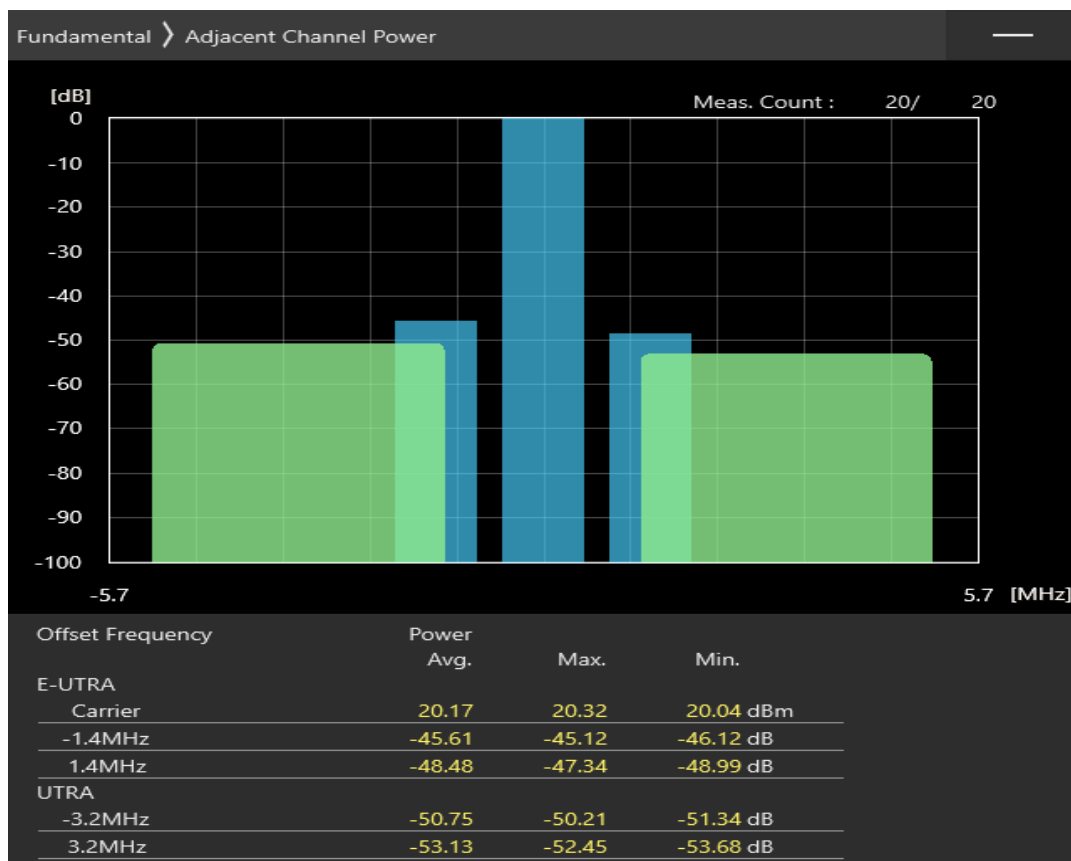 Fundamental 〉 Adjacent Channel Power
[dB]
Meas. Count : 20/ 20
0
-10
-20
-30
-40
-50
-60
-70
-80
-90
-100
-5.7 5.7 [MHz]
Offset Frequency Power
Avg. Max. Min.
E-UTRA
Carrier 20.17 20.32 20.04 dBm
-1.4MHz -45.61 -45.12 -46.12 dB
1.4MHz -48.48 -47.34 -48.99 dB
UTRA
-3.2MHz -50.75 -50.21 -51.34 dB
3.2MHz -53.13 -52.45 -53.68 dB